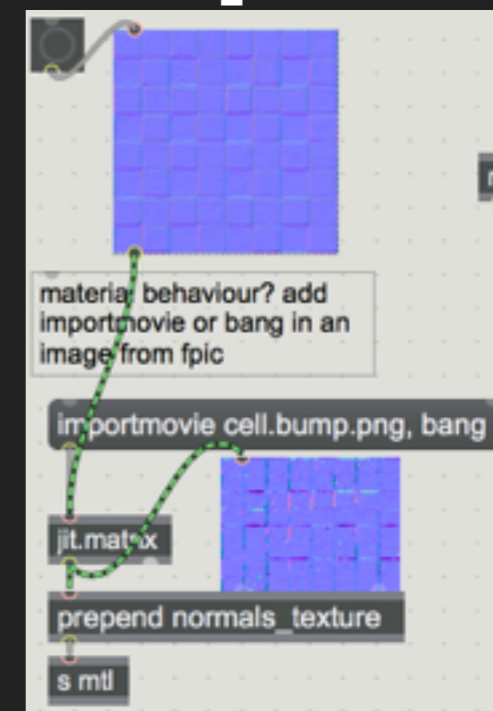 material behaviour? add
importmovie or bang in an
image from fpic
importmovie cell.bump.png, bang
jit.matrix
prepend normals_texture
s mtl